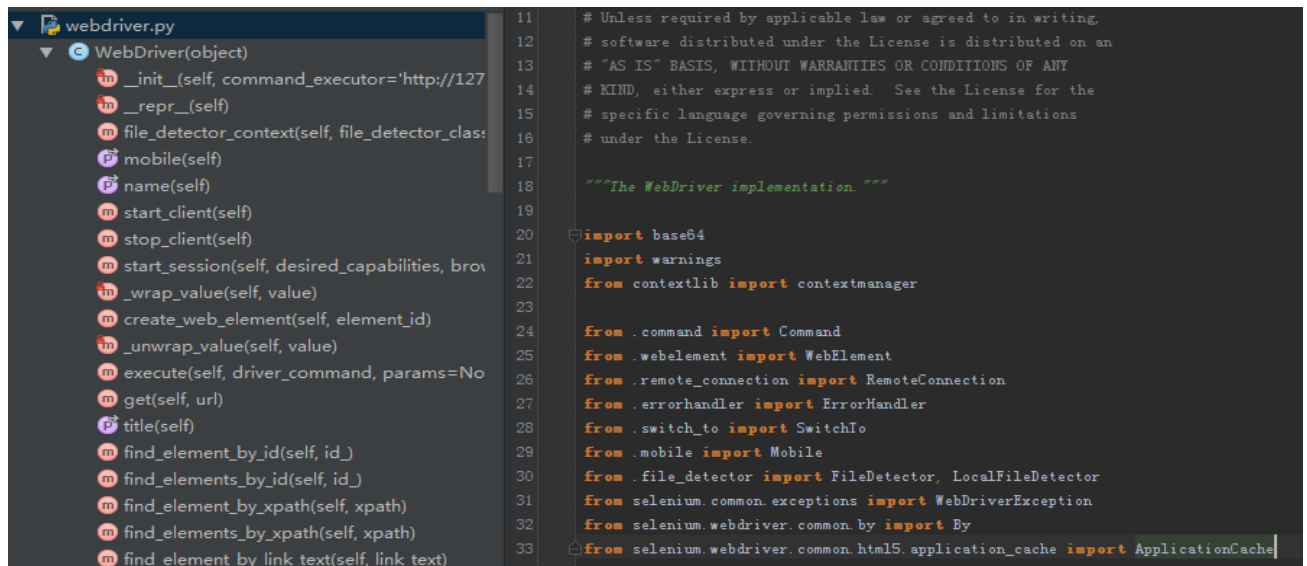 webdriver.py
WebDriver(object)
__init__(self, command_executor='http://127
__repr__(self)
file_detector_context(self, file_detector_clas
mobile(self)
name(self)
start_client(self)
stop_client(self)
start_session(self, desired_capabilities, brow
_wrap_value(self, value)
create_web_element(self, element_id)
_unwrap_value(self, value)
execute(self, driver_command, params=No
get(self, url)
title(self)
find_element_by_id(self, id_)
find_elements_by_id(self, id_)
find_element_by_xpath(self, xpath)
find_elements_by_xpath(self, xpath)
find_element_by_link_text(self, link_text)
11 # Unless required by applicable law or agreed to in writing,
12 # software distributed under the License is distributed on an
13 # "AS IS" BASIS, WITHOUT WARRANTIES OR CONDITIONS OF ANY
14 # KIND, either express or implied.  See the License for the
15 # specific language governing permissions and limitations
16 # under the License.
17
18 """The WebDriver implementation."""
19
20 import base64
21 import warnings
22 from contextlib import contextmanager
23
24 from .command import Command
25 from .webelement import WebElement
26 from .remote_connection import RemoteConnection
27 from .errorhandler import ErrorHandler
28 from .switch_to import SwitchTo
29 from .mobile import Mobile
30 from .file_detector import FileDetector, LocalFileDetector
31 from selenium.common.exceptions import WebDriverException
32 from selenium.webdriver.common.by import By
33 from selenium.webdriver.common.html5.application_cache import ApplicationCache